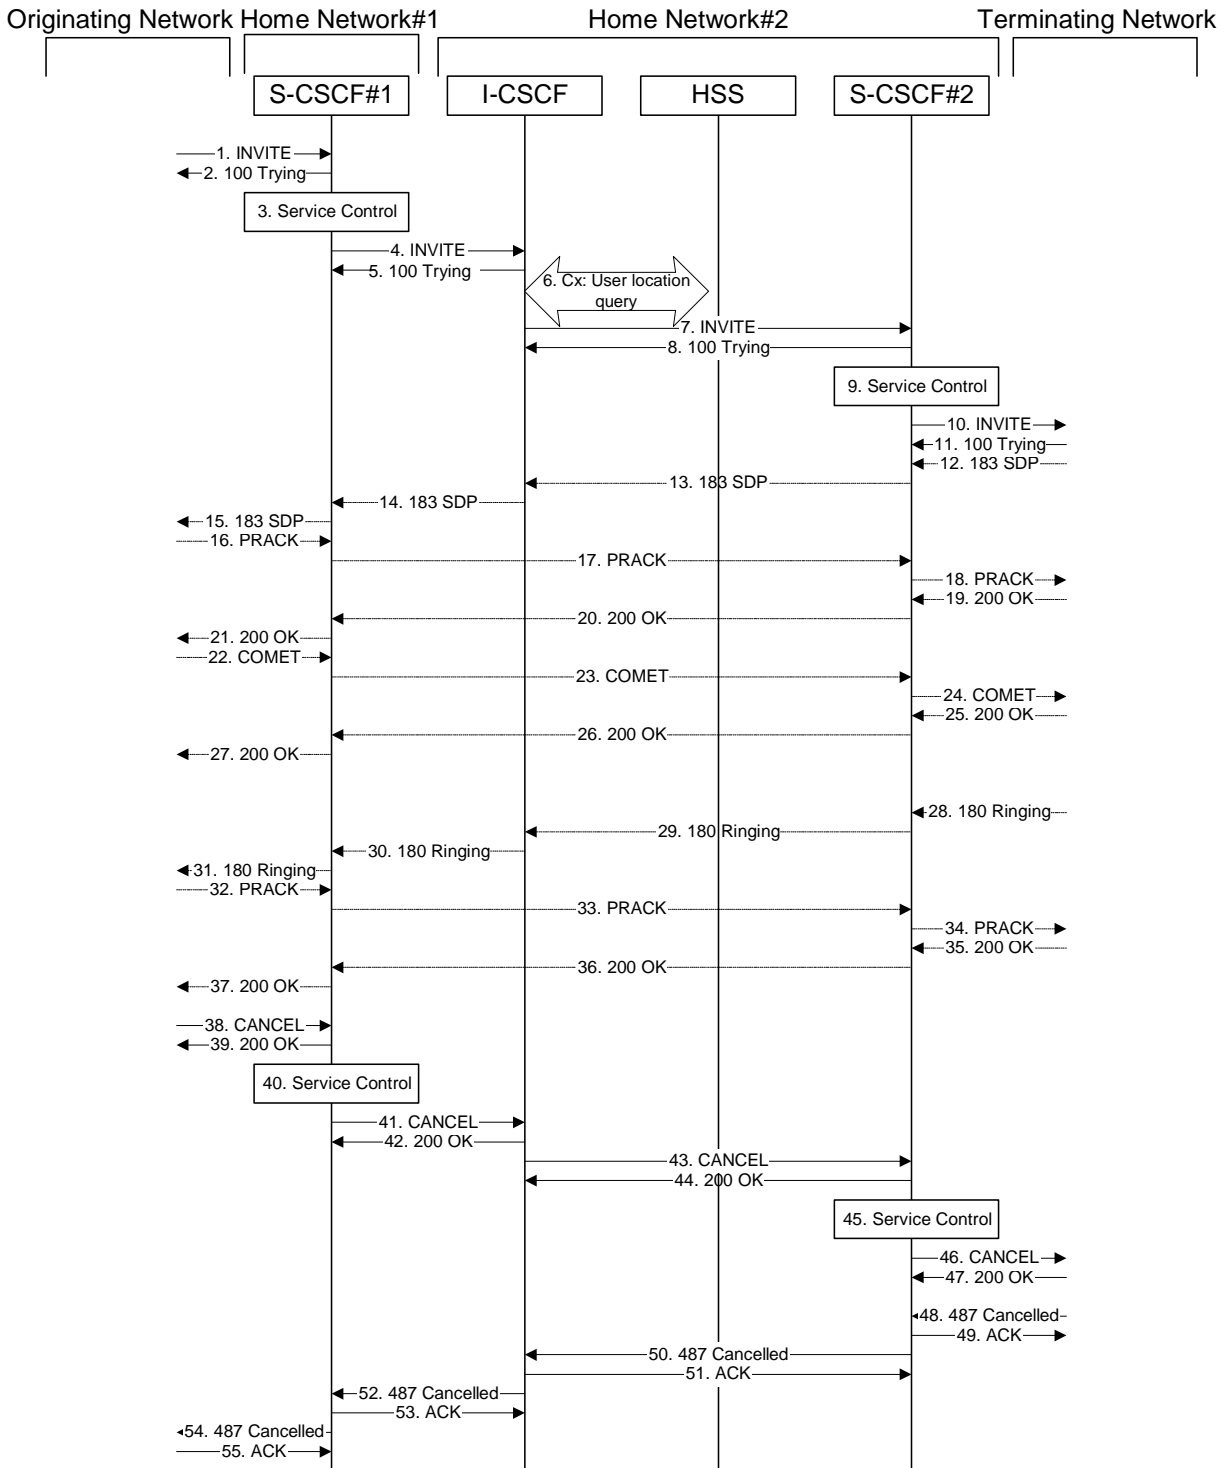 Originating Network Home Network#1 Home Network#2 Terminating Network
S-CSCF#1 I-CSCF HSS S-CSCF#2
1. INVITE
2. 100 Trying
3. Service Control
4. INVITE
5. 100 Trying
6. Cx: User location
query
7. INVITE
8. 100 Trying
9. Service Control
10. INVITE
11. 100 Trying
12. 183 SDP
13. 183 SDP
14. 183 SDP
15. 183 SDP
16. PRACK
17. PRACK
18. PRACK
19. 200 OK
20. 200 OK
21. 200 OK
22. COMET
23. COMET
24. COMET
25. 200 OK
26. 200 OK
27. 200 OK
28. 180 Ringing
29. 180 Ringing
30. 180 Ringing
31. 180 Ringing
32. PRACK
33. PRACK
34. PRACK
35. 200 OK
36. 200 OK
37. 200 OK
38. CANCEL
39. 200 OK
40. Service Control
41. CANCEL
42. 200 OK
43. CANCEL
44. 200 OK
45. Service Control
46. CANCEL
47. 200 OK
48. 487 Cancelled
49. ACK
50. 487 Cancelled
51. ACK
52. 487 Cancelled
53. ACK
54. 487 Cancelled
55. ACK